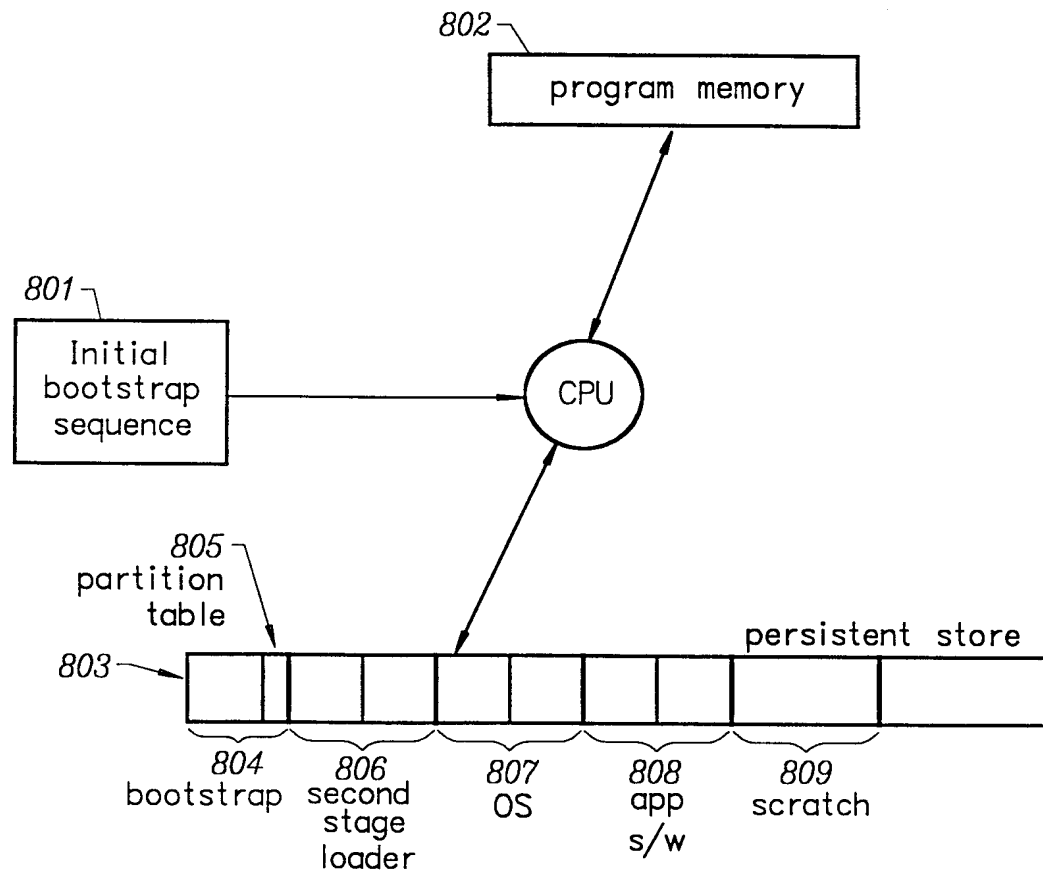 802
program memory
801
Initial
bootstrap
sequence
CPU
805
partition
table
persistent store
803
804
bootstrap
806
second
stage
loader
807
OS
808
app
s/w
809
scratch